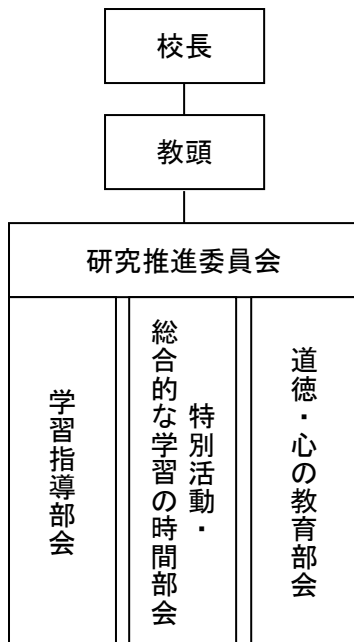 校長
教頭
研究推進委員会
学習指導部会
特別活動・
総合的な学習の時間部会
道徳・心の教育部会